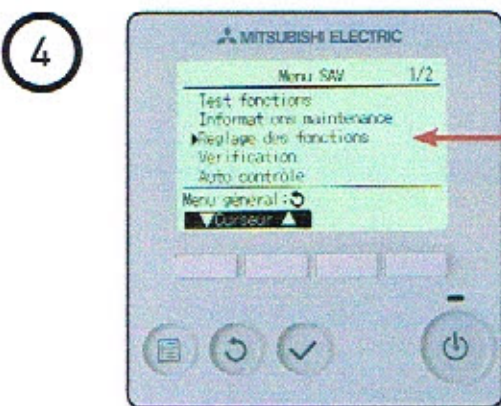 4
MITSUBISHI ELECTRIC
Menu SAV 1/2
Test fonctions
Informations maintenance
Réglage des fonctions
Vérification
Auto contrôle
Menu général:
Curseur